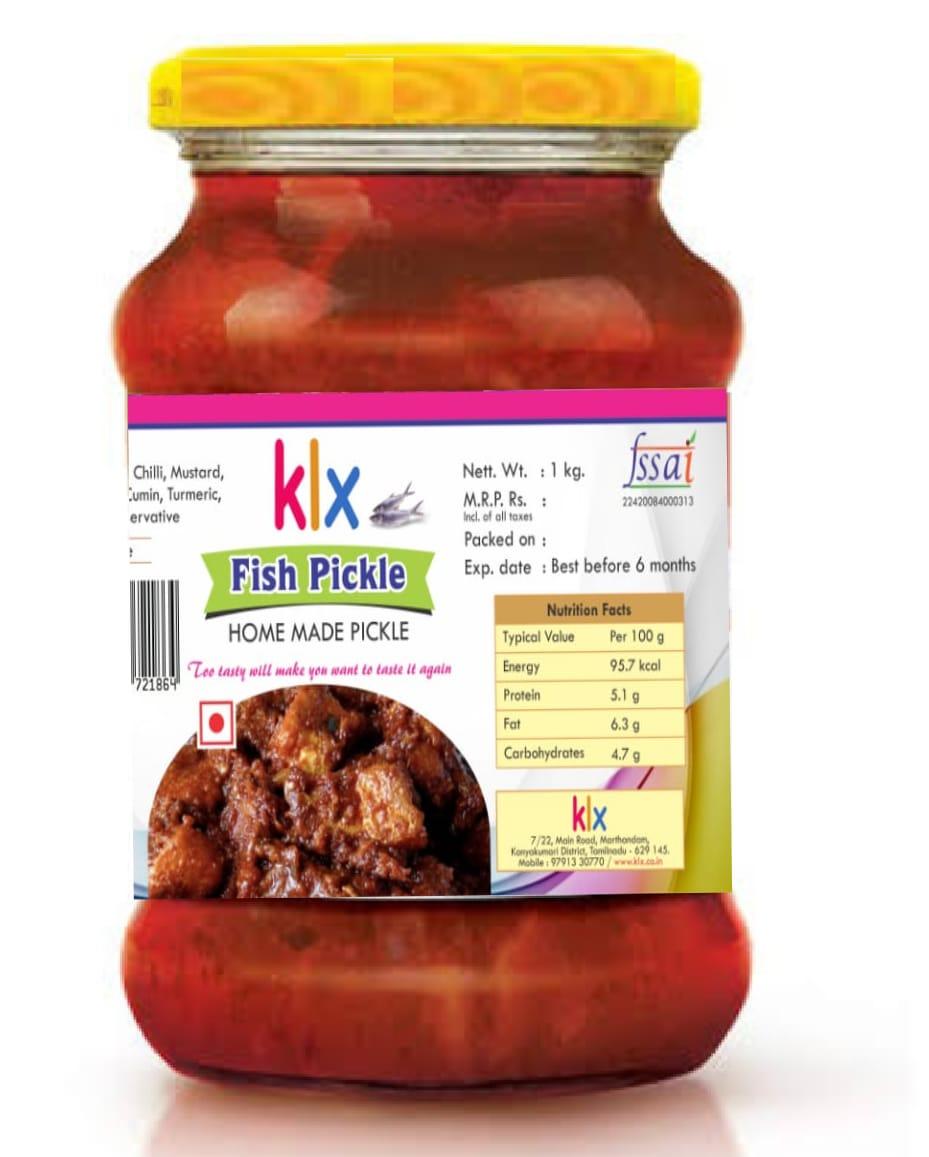 Chilli, Mustard,
Cumin, Turmeric,
ervative
e
721864
klx
Fish Pickle
HOME MADE PICKLE
Too tasty will make you want to taste it again
Nett. Wt. : 1 kg.
M.R.P. Rs. :
Incl. of all taxes
Packed on :
Exp. date : Best before 6 months
fssai
22420084000313
Nutrition Facts
Typical Value Per 100 g
Energy 95.7 kcal
Protein 5.1 g
Fat 6.3 g
Carbohydrates 4.7 g
klx
7/22, Main Road, Marthandam,
Kanyakumari District, Tamilnadu - 629 145.
Mobile : 97913 30770 / www.klx.co.in